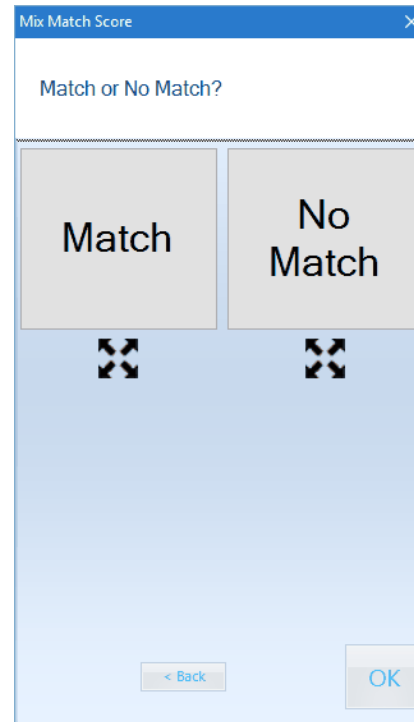 Mix Match Score
Match or No Match?
Match
No
Match
< Back
OK